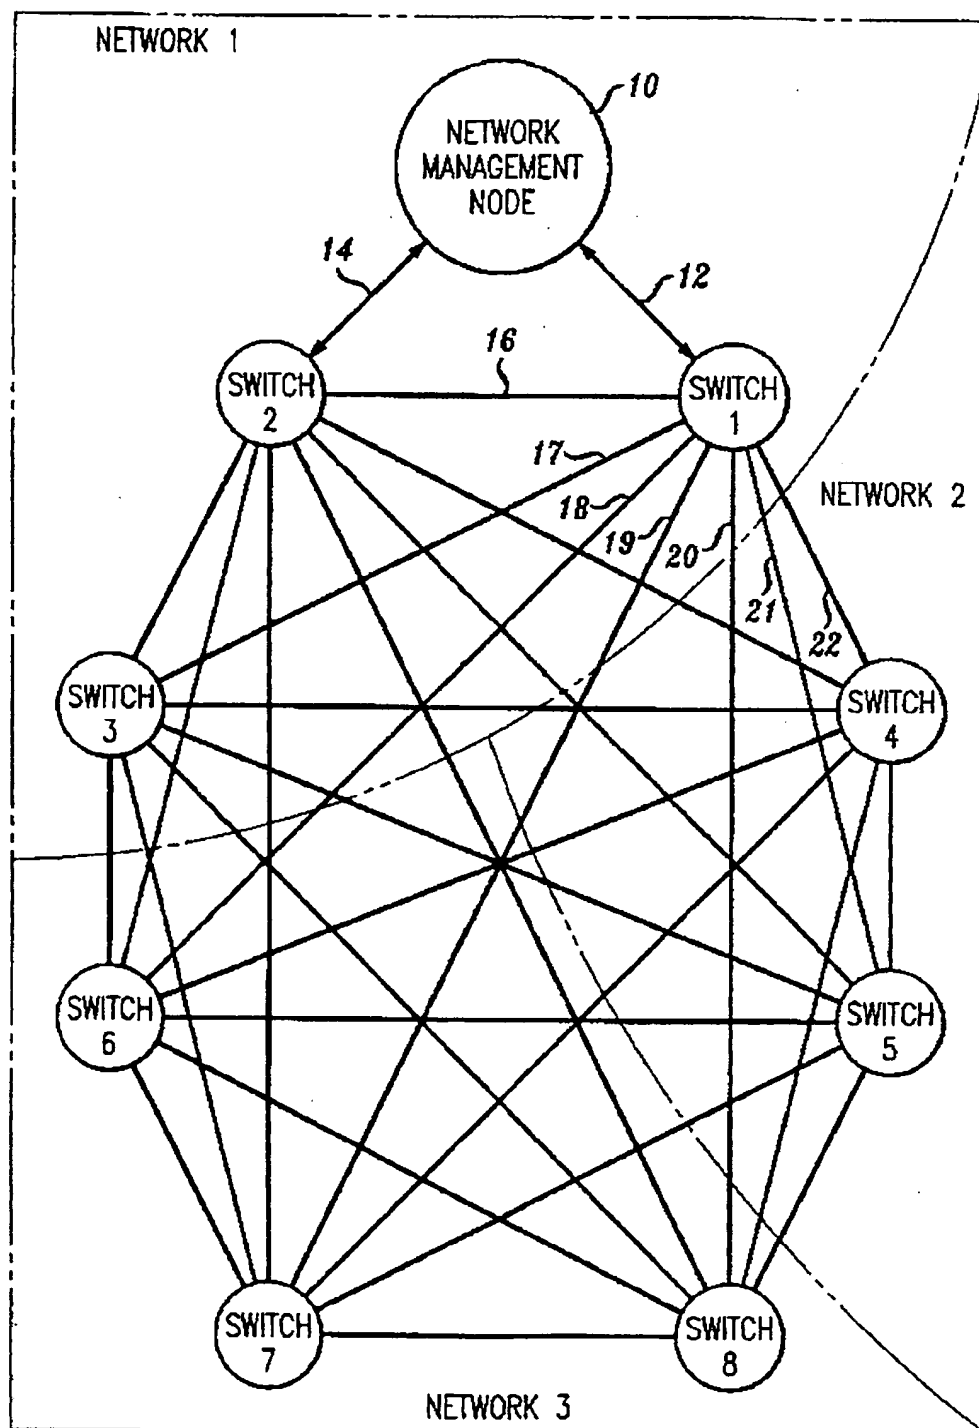 NETWORK 1
10
NETWORK
MANAGEMENT
NODE
14
12
16
SWITCH
2
SWITCH
1
17
18
19
20
NETWORK 2
21
22
SWITCH
3
SWITCH
4
SWITCH
6
SWITCH
5
SWITCH
7
SWITCH
8
NETWORK 3